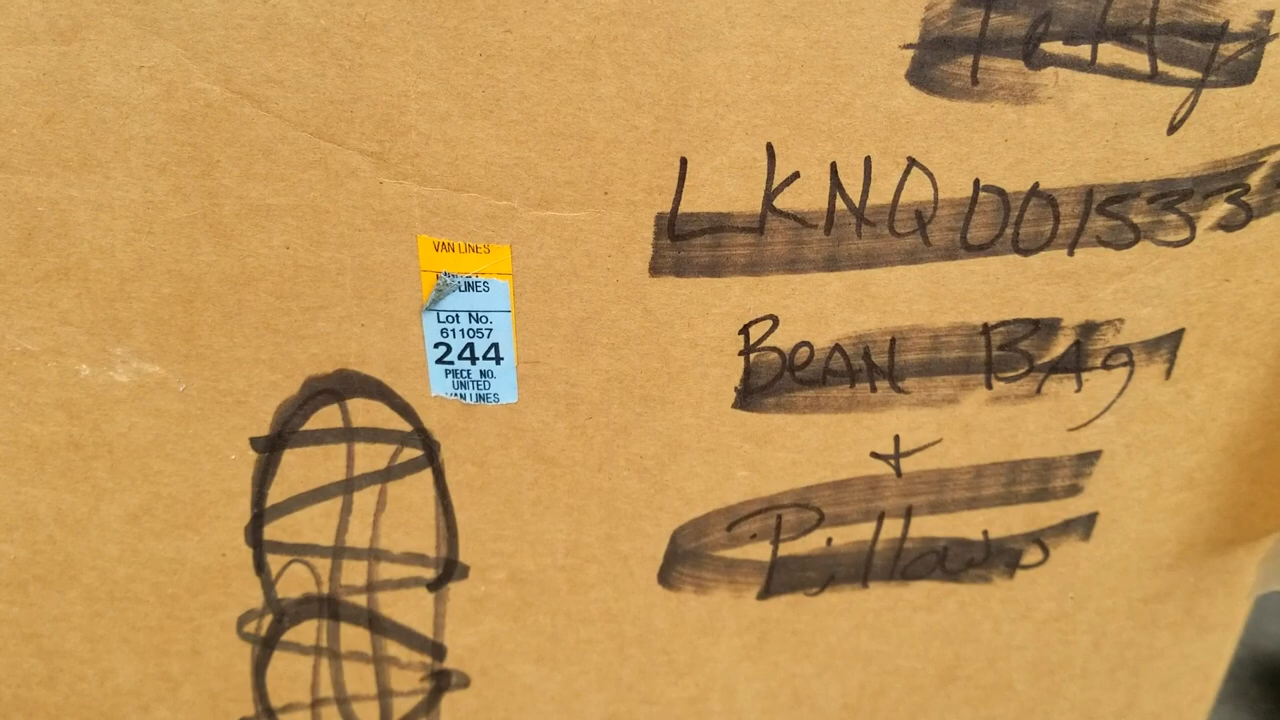 LKNQ001533
BeAN BAg
+
Pillows
VAN LINES
LINES
Lot No.
611057
244
PIECE NO.
UNITED
VAN LINES